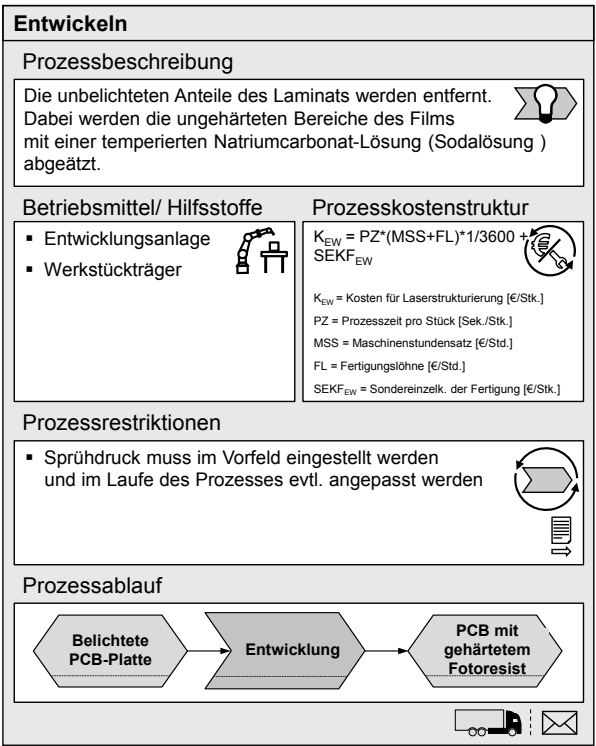 Entwickeln
Prozessbeschreibung
Die unbelichteten Anteile des Laminats werden entfernt.
Dabei werden die ungehärteten Bereiche des Films
mit einer temperierten Natriumcarbonat-Lösung (Sodalösung )
abgeätzt.
Betriebsmittel/ Hilfsstoffe
▪ Entwicklungsanlage
▪ Werkstückträger
Prozesskostenstruktur
K_EW = PZ*(MSS+FL)*1/3600 +
SEKF_EW
K_EW = Kosten für Laserstrukturierung [€/Stk.]
PZ = Prozesszeit pro Stück [Sek./Stk.]
MSS = Maschinenstundensatz [€/Std.]
FL = Fertigungslöhne [€/Std.]
SEKF_EW = Sondereinzelk. der Fertigung [€/Stk.]
Prozessrestriktionen
▪ Sprühdruck muss im Vorfeld eingestellt werden
und im Laufe des Prozesses evtl. angepasst werden
Prozessablauf
Belichtete
PCB-Platte
Entwicklung
PCB mit
gehärtetem
Fotoresist